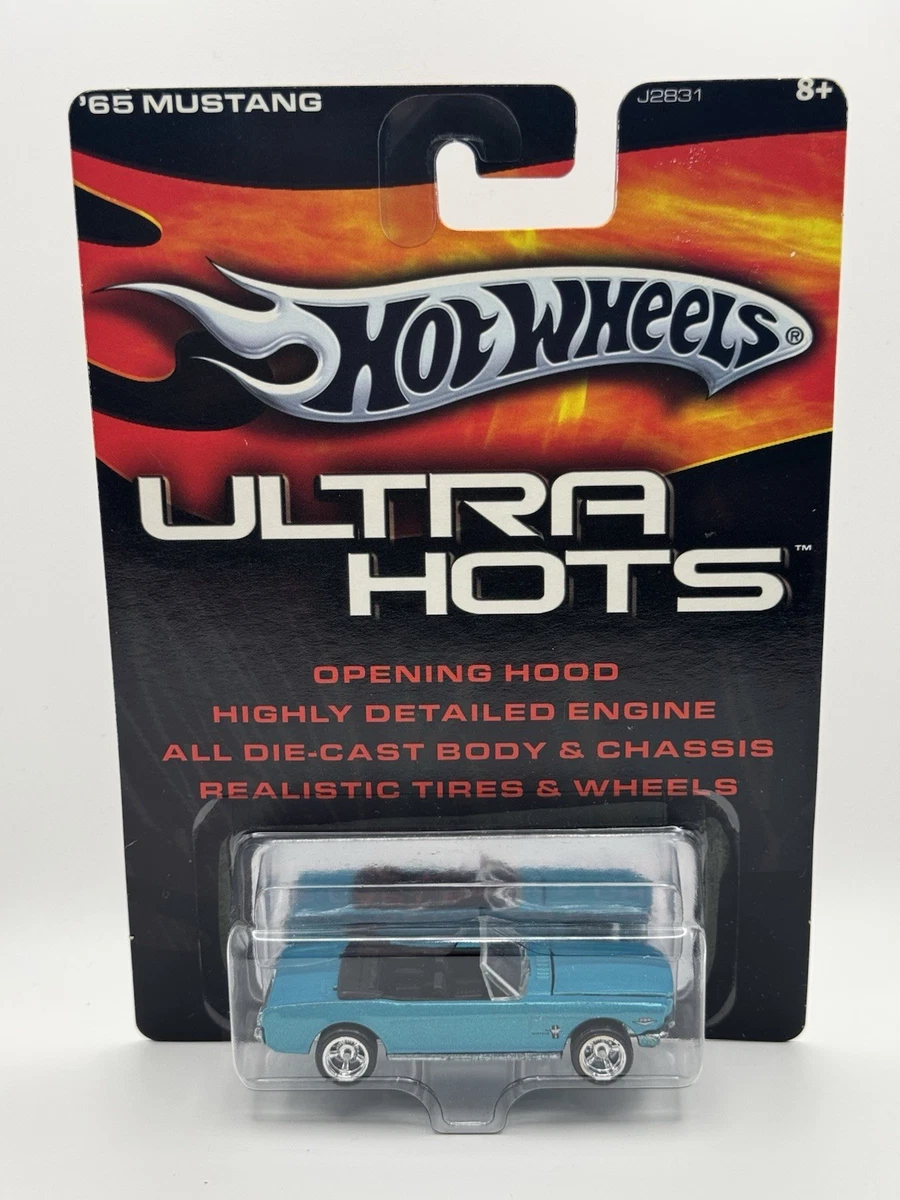 '65 MUSTANG
J2831
8+
HOT WHEELS®
ULTRA
HOTS™
OPENING HOOD
HIGHLY DETAILED ENGINE
ALL DIE-CAST BODY & CHASSIS
REALISTIC TIRES & WHEELS